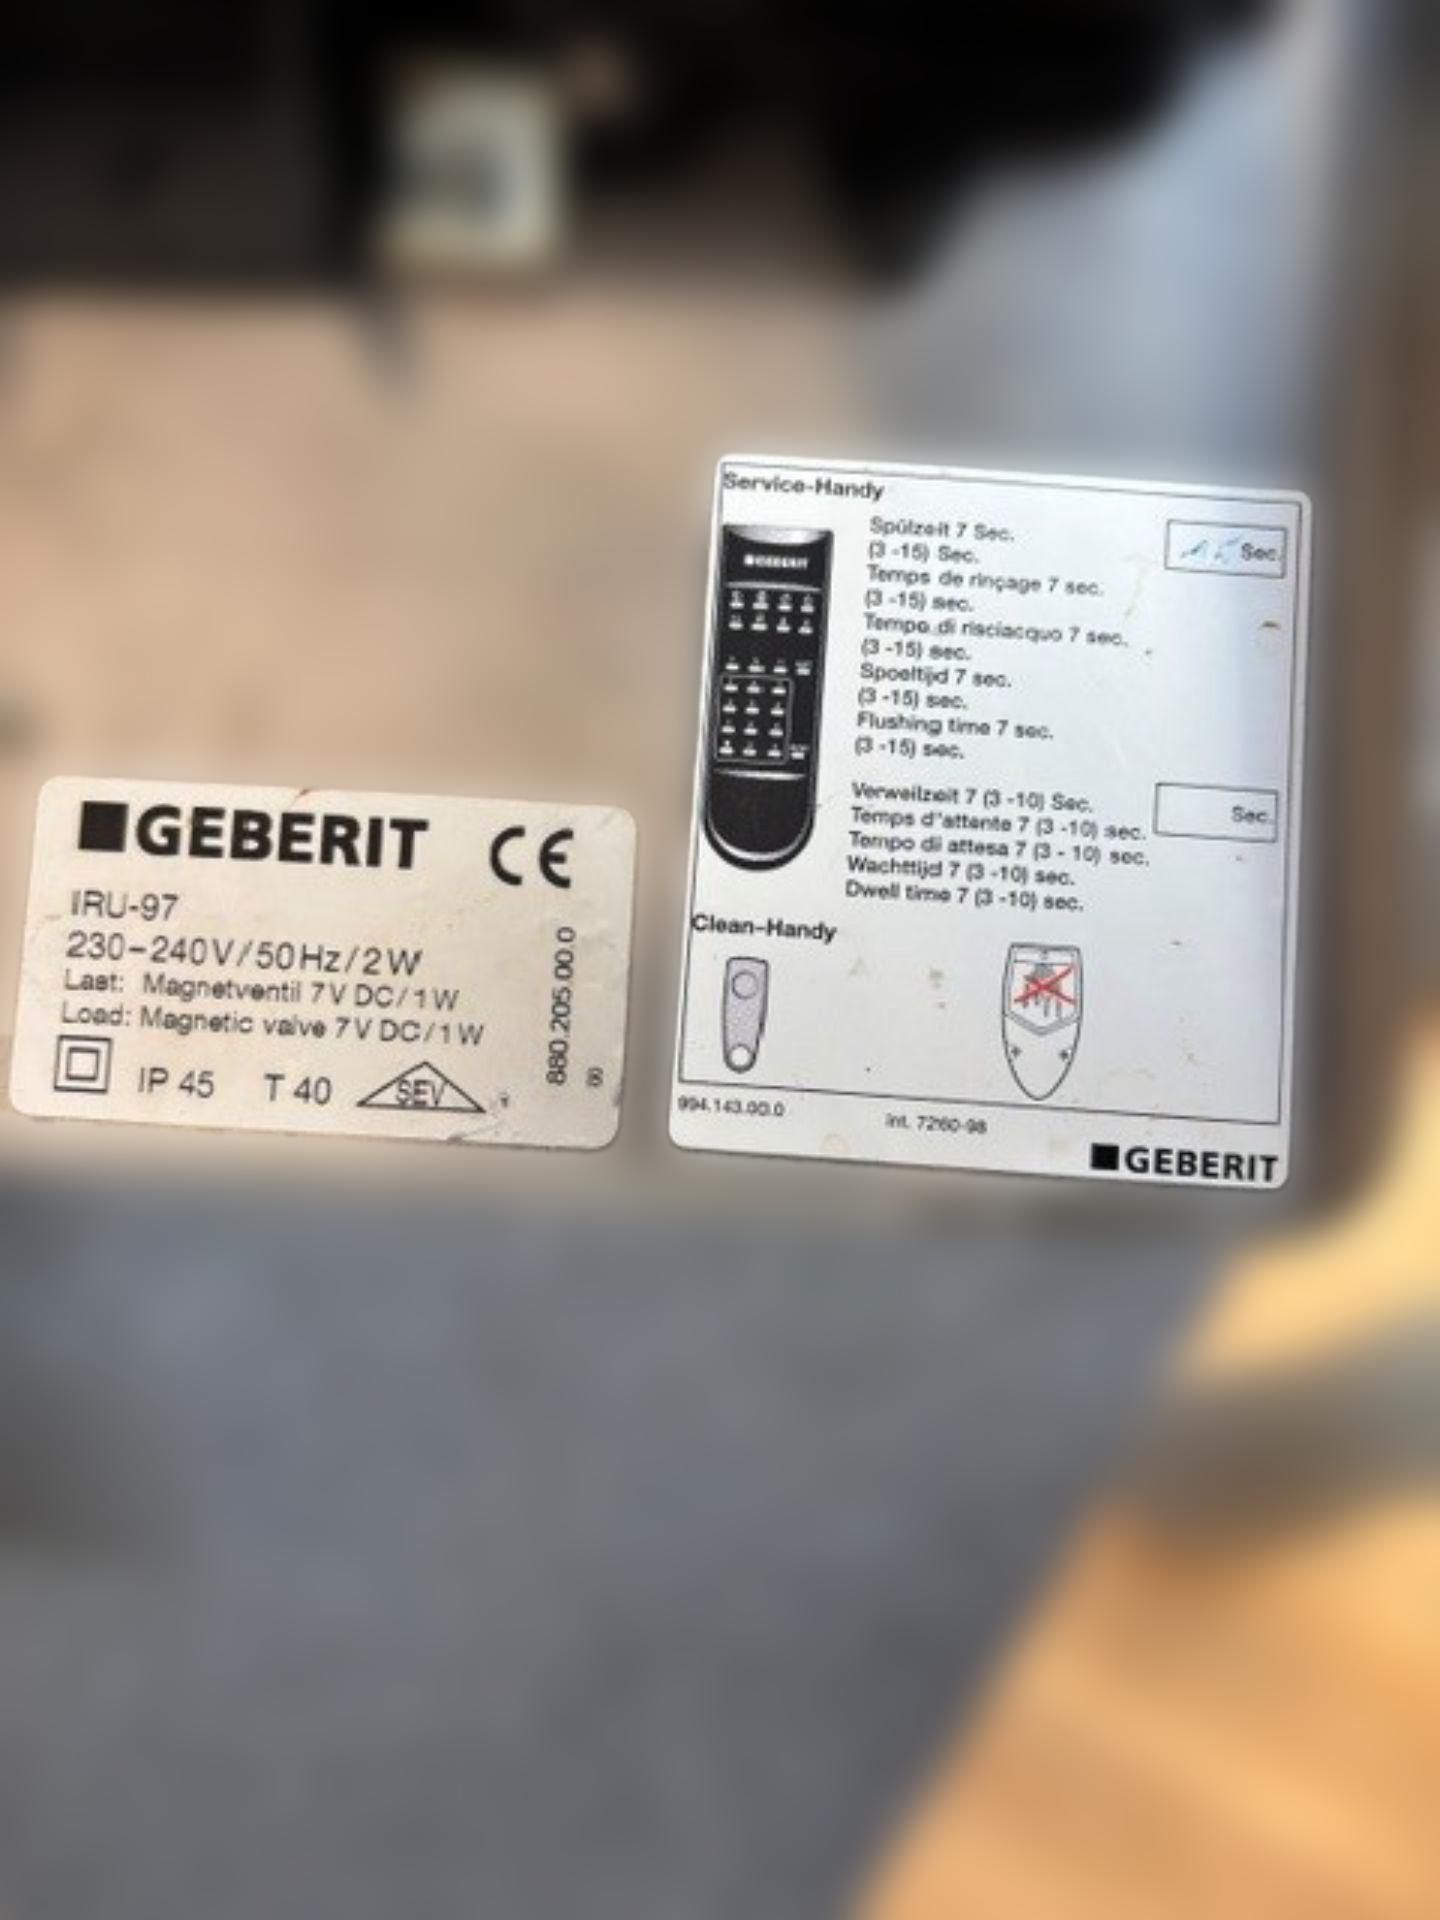 GEBERIT CE
IRU-97
230-240V/50Hz/2W
Last: Magnetventil 7V DC/1W
Load: Magnetic valve 7V DC/1W
IP 45 T 40 SEV
880.205.00.0
Service-Handy
GEBERIT
Spülzeit 7 Sec.
(3 -15) Sec.
Sec.
Temps de rinçage 7 sec.
(3 -15) sec.
Tempo di risciacquo 7 sec.
(3 -15) sec.
Spoeltijd 7 sec.
(3 -15) sec.
Flushing time 7 sec.
(3 -15) sec.
Verweilzeit 7 (3 -10) Sec.
Sec.
Temps d'attente 7 (3 -10) sec.
Tempo di attesa 7 (3 - 10) sec.
Wachttijd 7 (3 -10) sec.
Dwell time 7 (3 -10) sec.
Clean-Handy
994.143.00.0 Int. 7260-98
GEBERIT